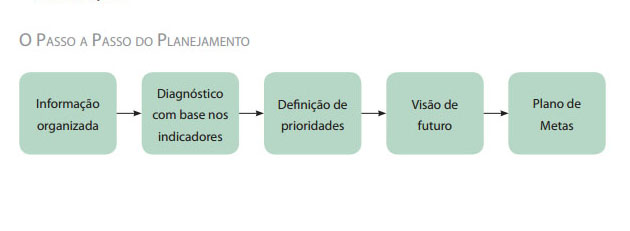 O Passo a Passo do Planejamento
Informação
organizada
Diagnóstico
com base nos
indicadores
Definição de
prioridades
Visão de
futuro
Plano de
Metas